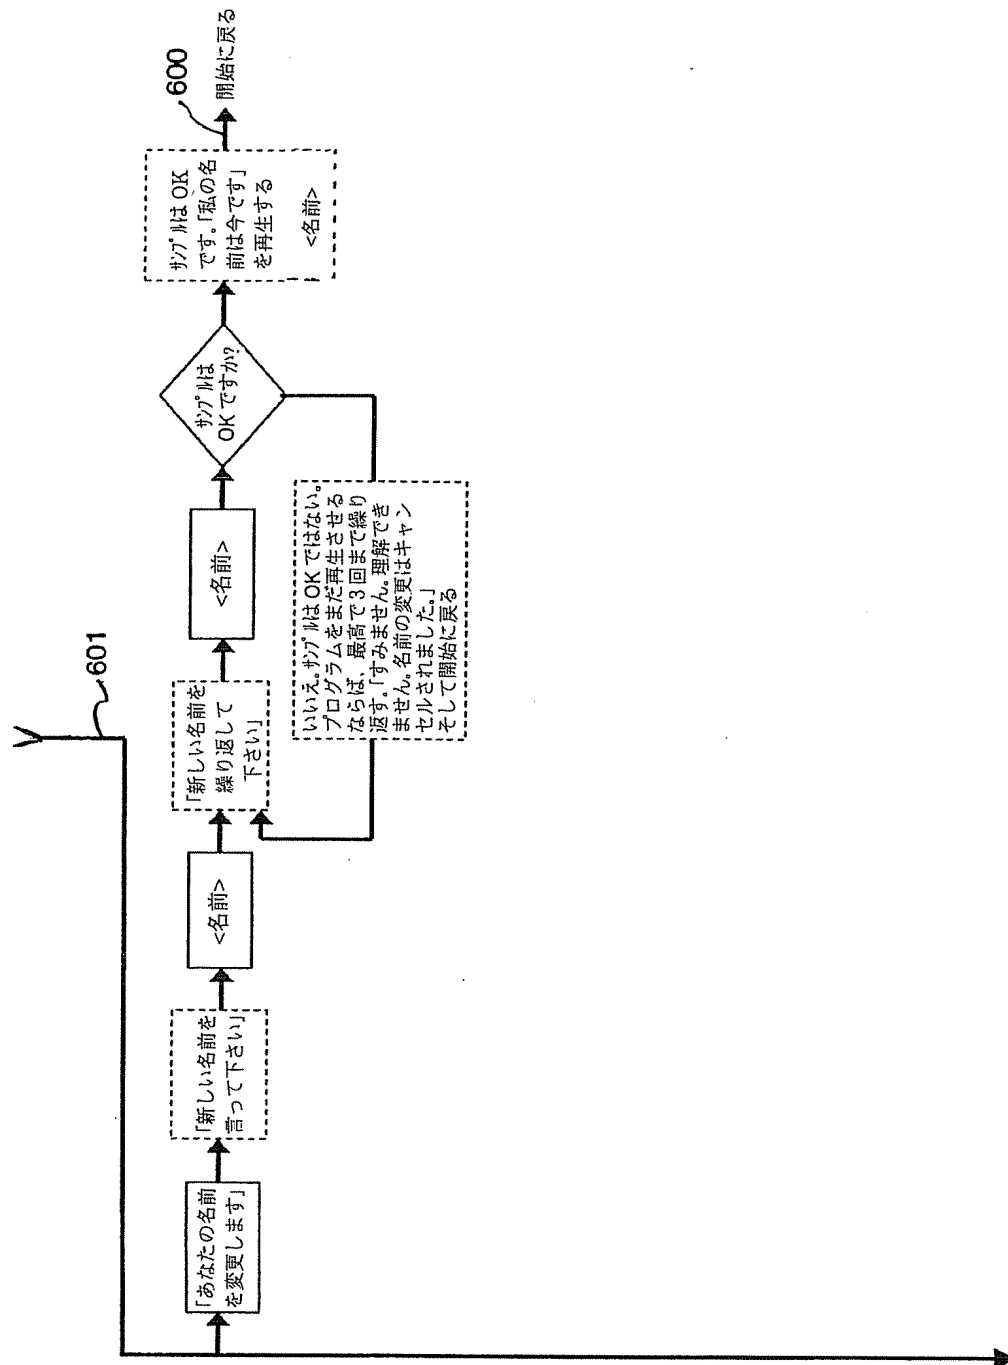 601
「あなたの名前
を変更します」
「新しい名前を
言って下さい」
<名前>
「新しい名前を
繰り返して
下さい」
<名前>
ｻﾝﾌﾟﾙは
OKですか?
いいえ。ｻﾝﾌﾟﾙはOKではない。
プログラムをまだ再生させる
ならば、最高で3回まで繰り
返す。「すみません。理解でき
ません。名前の変更はキャン
セルされました。」
そして開始に戻る
ｻﾝﾌﾟﾙはOK
です。「私の名
前は今です」
を再生する
<名前>
600
開始に戻る